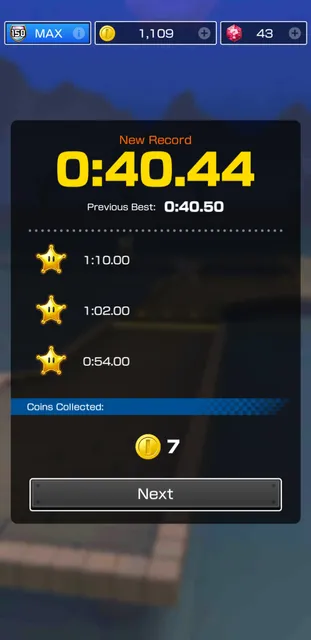 150 MAX i 1,109 + 43 +
New Record
0:40.44
Previous Best: 0:40.50
1:10.00
1:02.00
0:54.00
Coins Collected:
7
Next